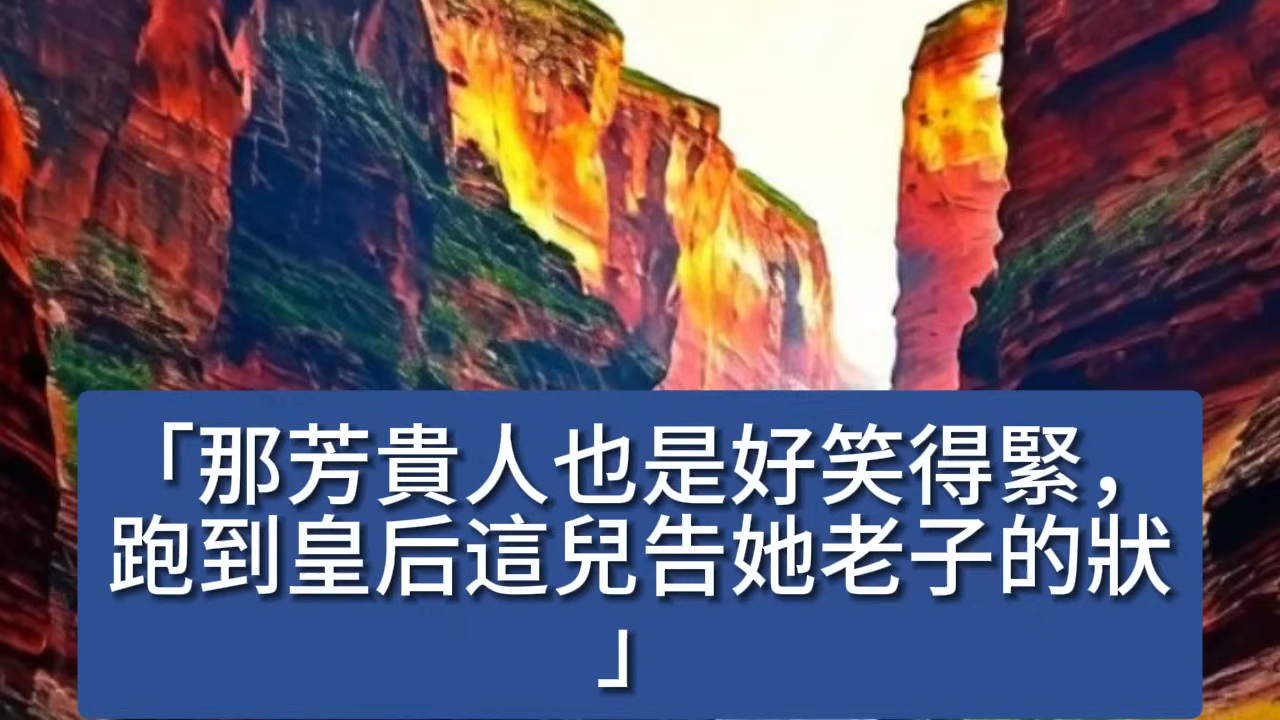 「那芳貴人也是好笑得緊，
跑到皇后這兒告她老子的狀
」